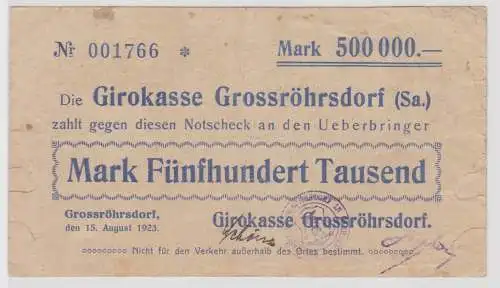 № 001766 * Mark 500 000.—
Die Girokasse Grossröhrsdorf (Sa.)
zahlt gegen diesen Notscheck an den Ueberbringer
Mark Fünfhundert Tausend
Grossröhrsdorf,
den 15. August 1923.
Girokasse Grossröhrsdorf.
Nicht für den Verkehr außerhalb des Ortes bestimmt.